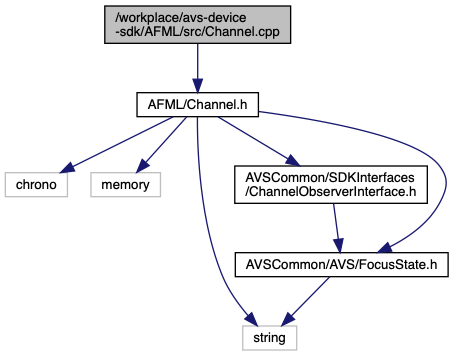 /workplace/avs-device
-sdk/AFML/src/Channel.cpp
AFML/Channel.h
chrono
memory
AVSCommon/SDKInterfaces
/ChannelObserverInterface.h
AVSCommon/AVS/FocusState.h
string